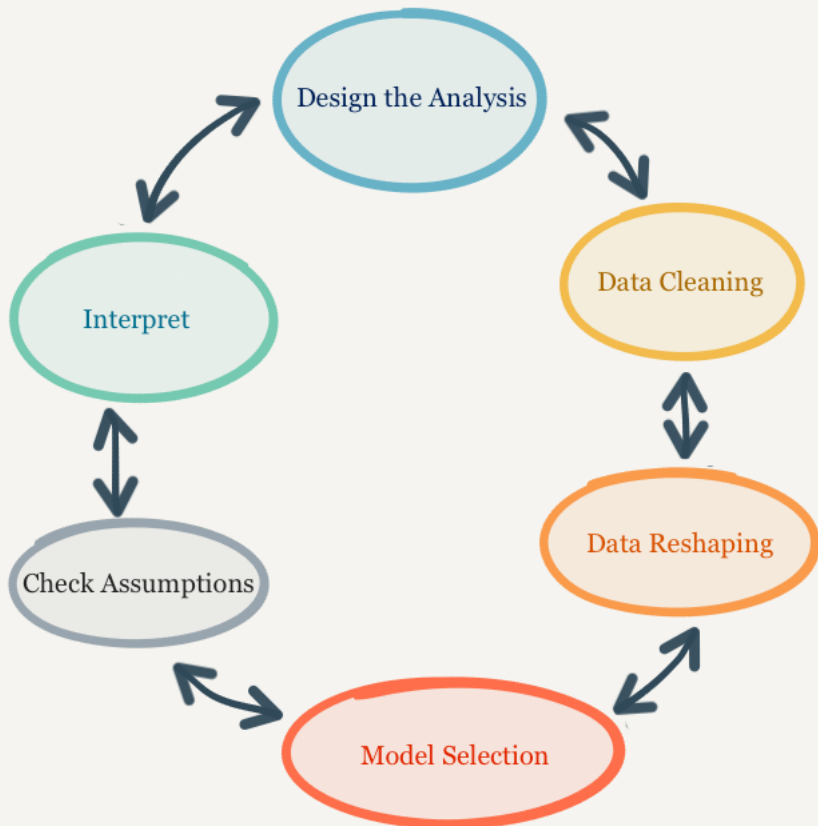 Design the Analysis
Data Cleaning
Data Reshaping
Model Selection
Check Assumptions
Interpret